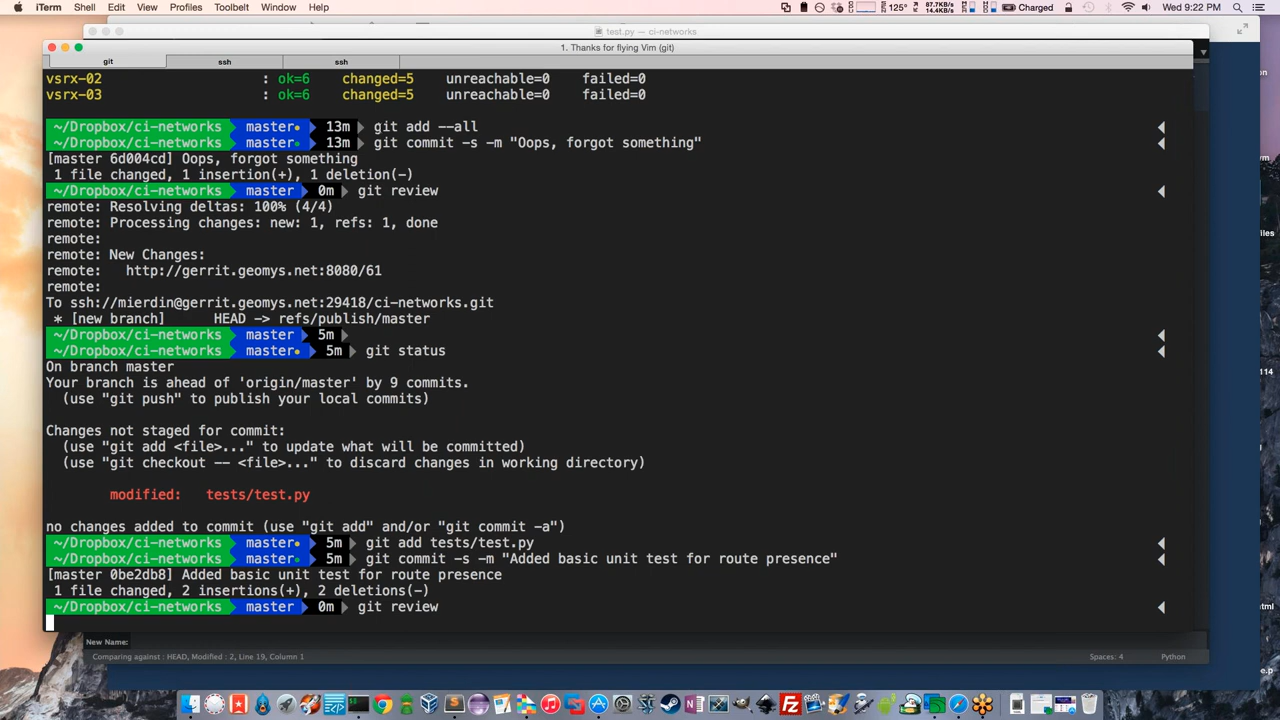 iTerm Shell Edit View Profiles Toolbelt Window Help
125° 87.7KB/s 14.4KB/s Charged Wed 9:22 PM
test.py — ci-networks
1. Thanks for flying Vim (git)
git ssh ssh
vsrx-02 : ok=6 changed=5 unreachable=0 failed=0
vsrx-03 : ok=6 changed=5 unreachable=0 failed=0
~/Dropbox/ci-networks master 13m git add --all
~/Dropbox/ci-networks master 13m git commit -s -m "Oops, forgot something"
[master 6d004cd] Oops, forgot something
1 file changed, 1 insertion(+), 1 deletion(-)
~/Dropbox/ci-networks master 0m git review
remote: Resolving deltas: 100% (4/4)
remote: Processing changes: new: 1, refs: 1, done
remote:
remote: New Changes:
remote: http://gerrit.geomys.net:8080/61
remote:
To ssh://mierdin@gerrit.geomys.net:29418/ci-networks.git
* [new branch] HEAD -> refs/publish/master
~/Dropbox/ci-networks master 5m
~/Dropbox/ci-networks master 5m git status
On branch master
Your branch is ahead of 'origin/master' by 9 commits.
(use "git push" to publish your local commits)
Changes not staged for commit:
(use "git add <file>..." to update what will be committed)
(use "git checkout -- <file>..." to discard changes in working directory)
modified: tests/test.py
no changes added to commit (use "git add" and/or "git commit -a")
~/Dropbox/ci-networks master 5m git add tests/test.py
~/Dropbox/ci-networks master 5m git commit -s -m "Added basic unit test for route presence"
[master 0be2db8] Added basic unit test for route presence
1 file changed, 2 insertions(+), 2 deletions(-)
~/Dropbox/ci-networks master 0m git review
New Name:
Comparing against : HEAD, Modified : 2, Line 19, Column 1 Spaces: 4 Python